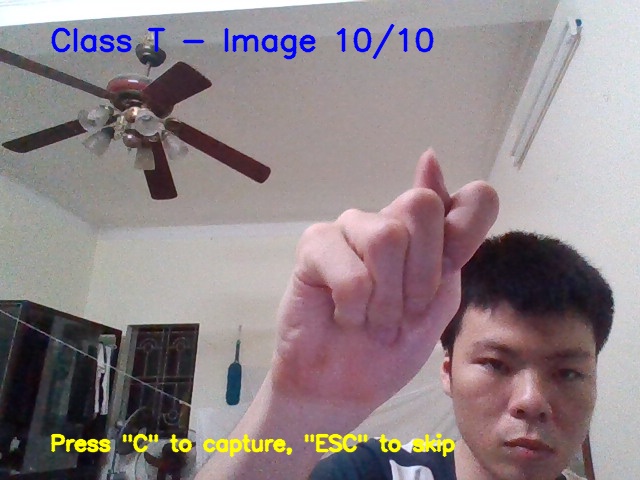 Class T - Image 10/10
Press "C" to capture, "ESC" to skip